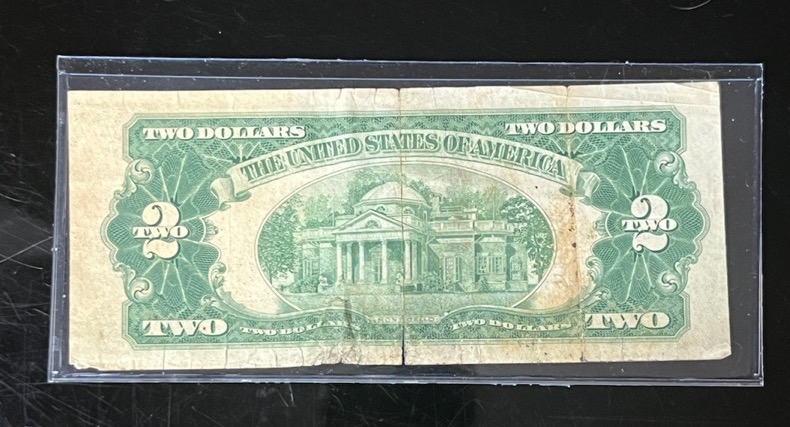 TWO DOLLARS TWO DOLLARS
THE UNITED STATES OF AMERICA
2 2
TWO TWO
MONTICELLO
TWO TWO DOLLARS TWO DOLLARS TWO